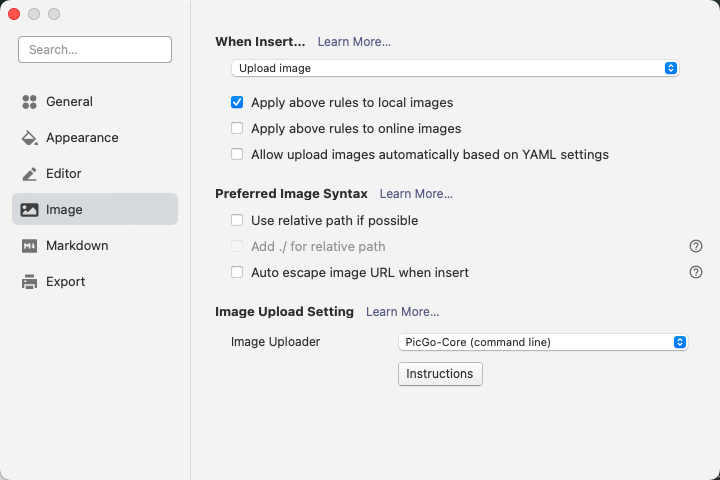 Search...
General
Appearance
Editor
Image
Markdown
Export
When Insert... Learn More...
Upload image
Apply above rules to local images
Apply above rules to online images
Allow upload images automatically based on YAML settings
Preferred Image Syntax Learn More...
Use relative path if possible
Add ./ for relative path ?
Auto escape image URL when insert ?
Image Upload Setting Learn More...
Image Uploader PicGo-Core (command line)
Instructions